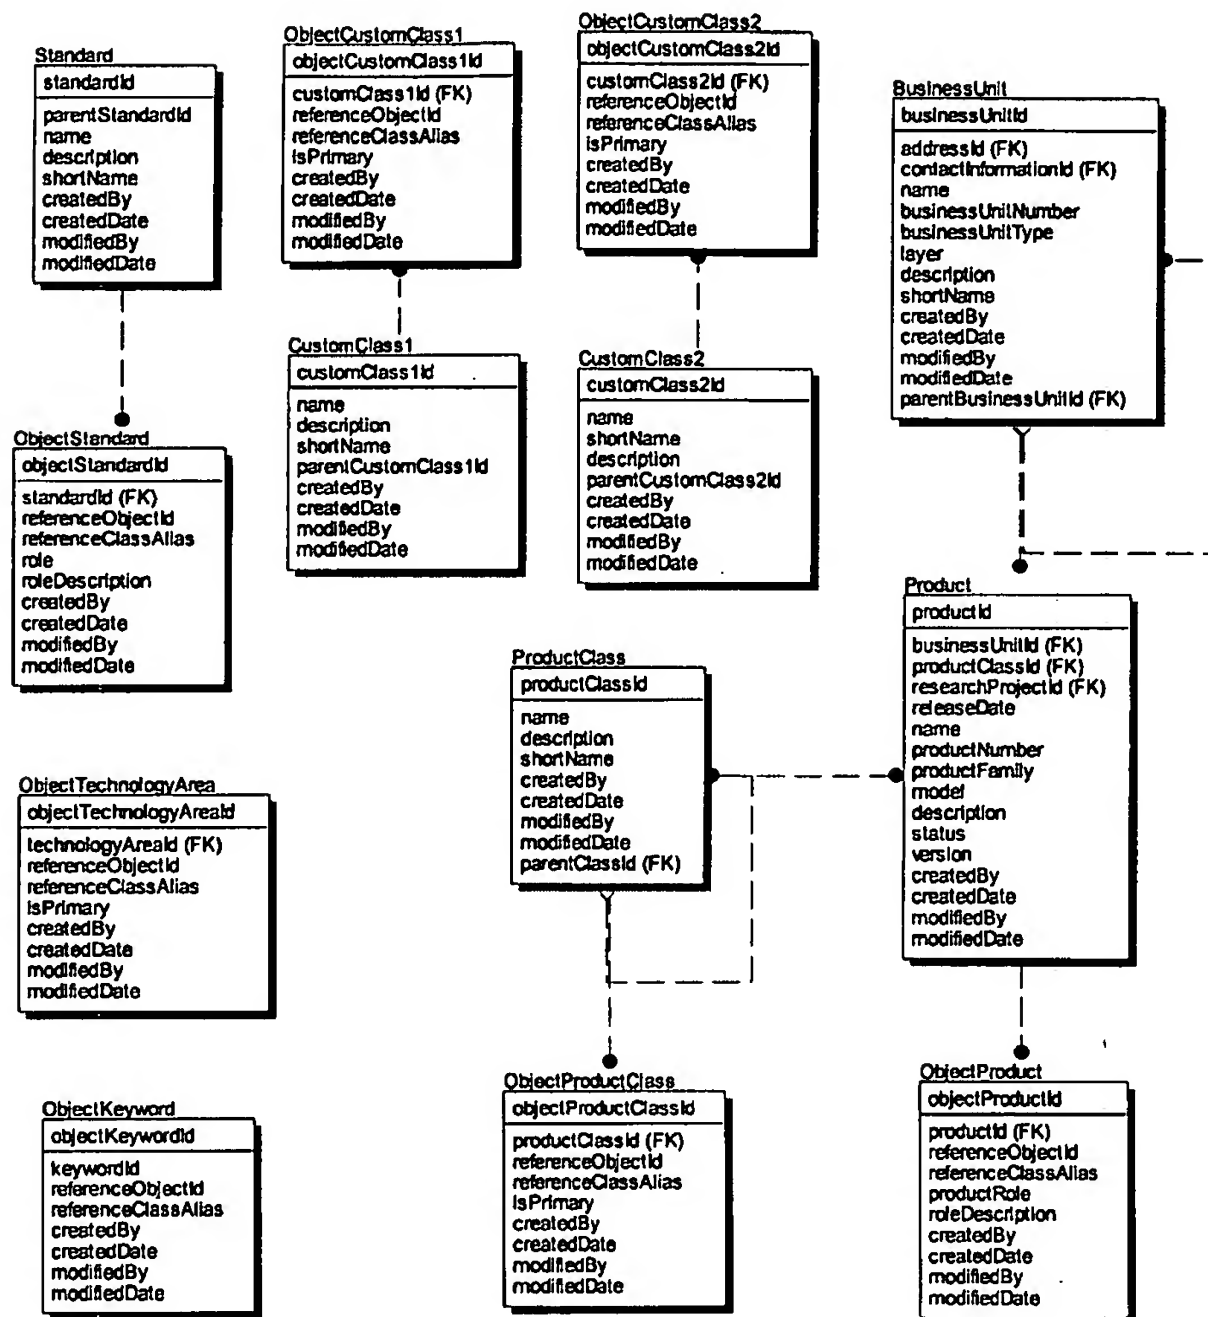 Standard
standardId
parentStandardId
name
description
shortName
createdBy
createdDate
modifiedBy
modifiedDate
ObjectCustomClass1
objectCustomClass1Id
customClass1Id (FK)
referenceObjectId
referenceClassAlias
isPrimary
createdBy
createdDate
modifiedBy
modifiedDate
ObjectCustomClass2
objectCustomClass2Id
customClass2Id (FK)
referenceObjectId
referenceClassAlias
isPrimary
createdBy
createdDate
modifiedBy
modifiedDate
BusinessUnit
businessUnitId
addressId (FK)
contactInformationId (FK)
name
businessUnitNumber
businessUnitType
layer
description
shortName
createdBy
createdDate
modifiedBy
modifiedDate
parentBusinessUnitId (FK)
ObjectStandard
objectStandardId
standardId (FK)
referenceObjectId
referenceClassAlias
role
roleDescription
createdBy
createdDate
modifiedBy
modifiedDate
CustomClass1
customClass1Id
name
description
shortName
parentCustomClass1Id
createdBy
createdDate
modifiedBy
modifiedDate
CustomClass2
customClass2Id
name
shortName
description
parentCustomClass2Id
createdBy
createdDate
modifiedBy
modifiedDate
Product
productId
businessUnitId (FK)
productClassId (FK)
researchProjectId (FK)
releaseDate
name
productNumber
productFamily
model
description
status
version
createdBy
createdDate
modifiedBy
modifiedDate
ProductClass
productClassId
name
description
shortName
createdBy
createdDate
modifiedBy
modifiedDate
parentClassId (FK)
ObjectTechnologyArea
objectTechnologyAreaId
technologyAreaId (FK)
referenceObjectId
referenceClassAlias
isPrimary
createdBy
createdDate
modifiedBy
modifiedDate
ObjectKeyword
objectKeywordId
keywordId
referenceObjectId
referenceClassAlias
createdBy
createdDate
modifiedBy
modifiedDate
ObjectProductClass
objectProductClassId
productClassId (FK)
referenceObjectId
referenceClassAlias
isPrimary
createdBy
createdDate
modifiedBy
modifiedDate
ObjectProduct
objectProductId
productId (FK)
referenceObjectId
referenceClassAlias
productRole
roleDescription
createdBy
createdDate
modifiedBy
modifiedDate